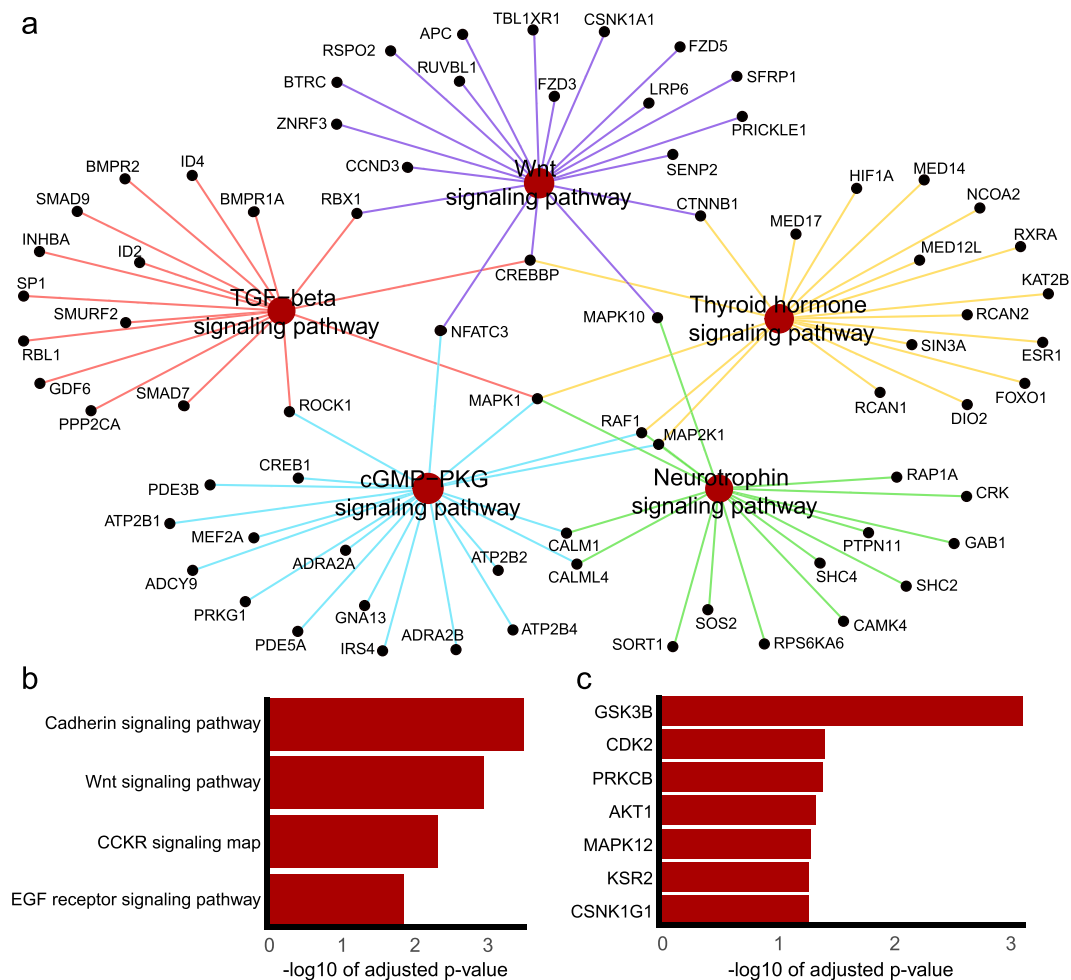 a
TBL1XR1
CSNK1A1
APC
RSPO2
FZD5
RUVBL1
BTRC
FZD3
LRP6
SFRP1
ZNRF3
PRICKLE1
CCND3
SENP2
Wnt
signaling pathway
BMPR2
ID4
SMAD9
BMPR1A
RBX1
CTNNB1
HIF1A
MED14
NCOA2
MED17
INHBA
ID2
MED12L
RXRA
CREBBP
SP1
KAT2B
TGF-beta
signaling pathway
SMURF2
NFATC3
MAPK10
Thyroid hormone
signaling pathway
RCAN2
RBL1
SIN3A
ESR1
GDF6
SMAD7
PPP2CA
ROCK1
MAPK1
RCAN1
FOXO1
DIO2
RAF1
MAP2K1
CREB1
PDE3B
cGMP-PKG
signaling pathway
Neurotrophin
signaling pathway
RAP1A
CRK
ATP2B1
MEF2A
CALM1
PTPN11
GAB1
ADRA2A
ATP2B2
ADCY9
CALML4
SHC4
SHC2
PRKG1
GNA13
SOS2
CAMK4
PDE5A
IRS4
ADRA2B
ATP2B4
SORT1
RPS6KA6
b
Cadherin signaling pathway
Wnt signaling pathway
CCKR signaling map
EGF receptor signaling pathway
0 1 2 3
-log10 of adjusted p-value
c
GSK3B
CDK2
PRKCB
AKT1
MAPK12
KSR2
CSNK1G1
0 1 2 3
-log10 of adjusted p-value